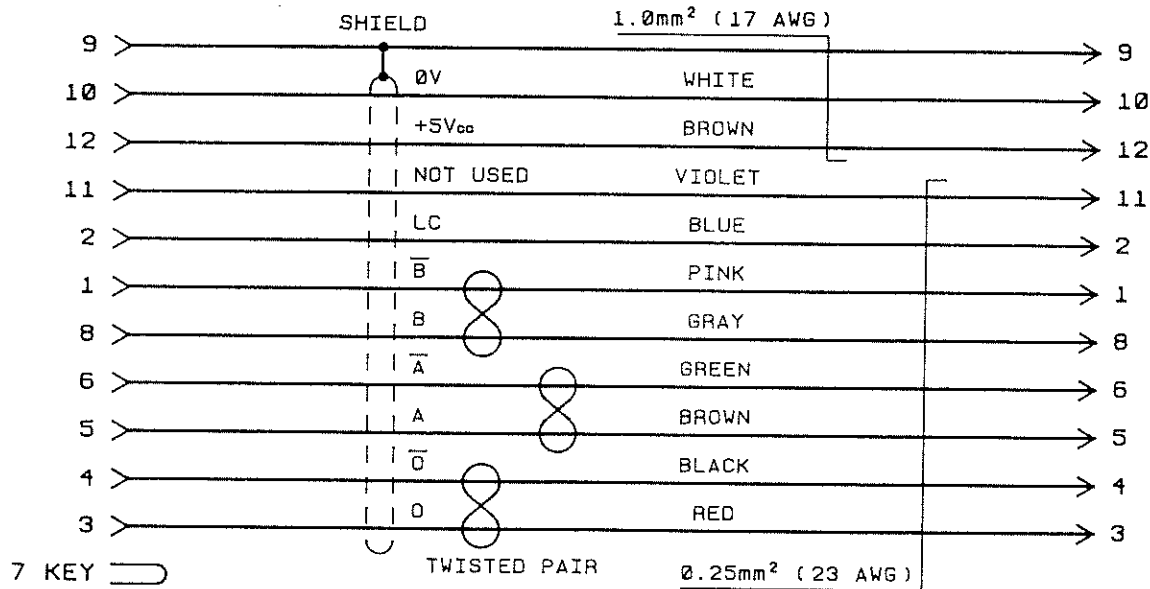 1.0mm² (17 AWG)
SHIELD
9 9
10 0V WHITE 10
12 +5Vcc BROWN 12
11 NOT USED VIOLET 11
2 LC BLUE 2
1 B̅ PINK 1
8 B GRAY 8
6 A̅ GREEN 6
5 A BROWN 5
4 O̅ BLACK 4
3 O RED 3
7 KEY TWISTED PAIR 0.25mm² (23 AWG)